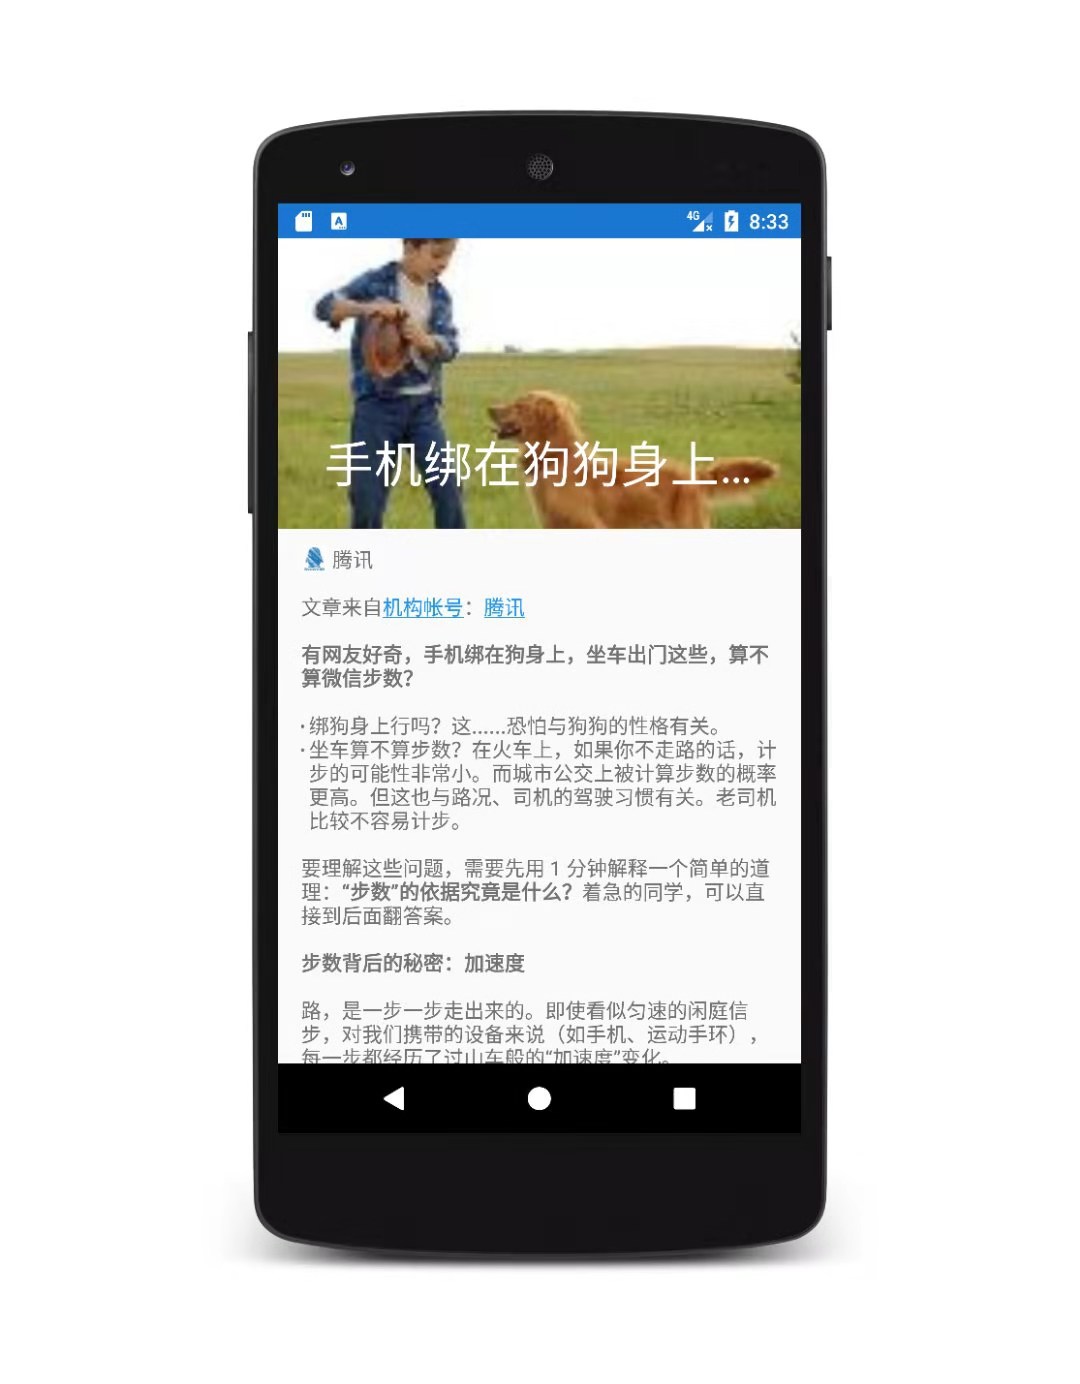 4G 8:33
手机绑在狗狗身上...
腾讯
文章来自机构帐号：腾讯
有网友好奇，手机绑在狗身上，坐车出门这些，算不
算微信步数？
· 绑狗身上行吗？这……恐怕与狗狗的性格有关。
· 坐车算不算步数？在火车上，如果你不走路的话，计
步的可能性非常小。而城市公交上被计算步数的概率
更高。但这也与路况、司机的驾驶习惯有关。老司机
比较不容易计步。
要理解这些问题，需要先用 1 分钟解释一个简单的道
理：“步数”的依据究竟是什么？着急的同学，可以直
接到后面翻答案。
步数背后的秘密：加速度
路，是一步一步走出来的。即使看似匀速的闲庭信
步，对我们携带的设备来说（如手机、运动手环），
每一步都经历了过山车般的“加速度”变化。